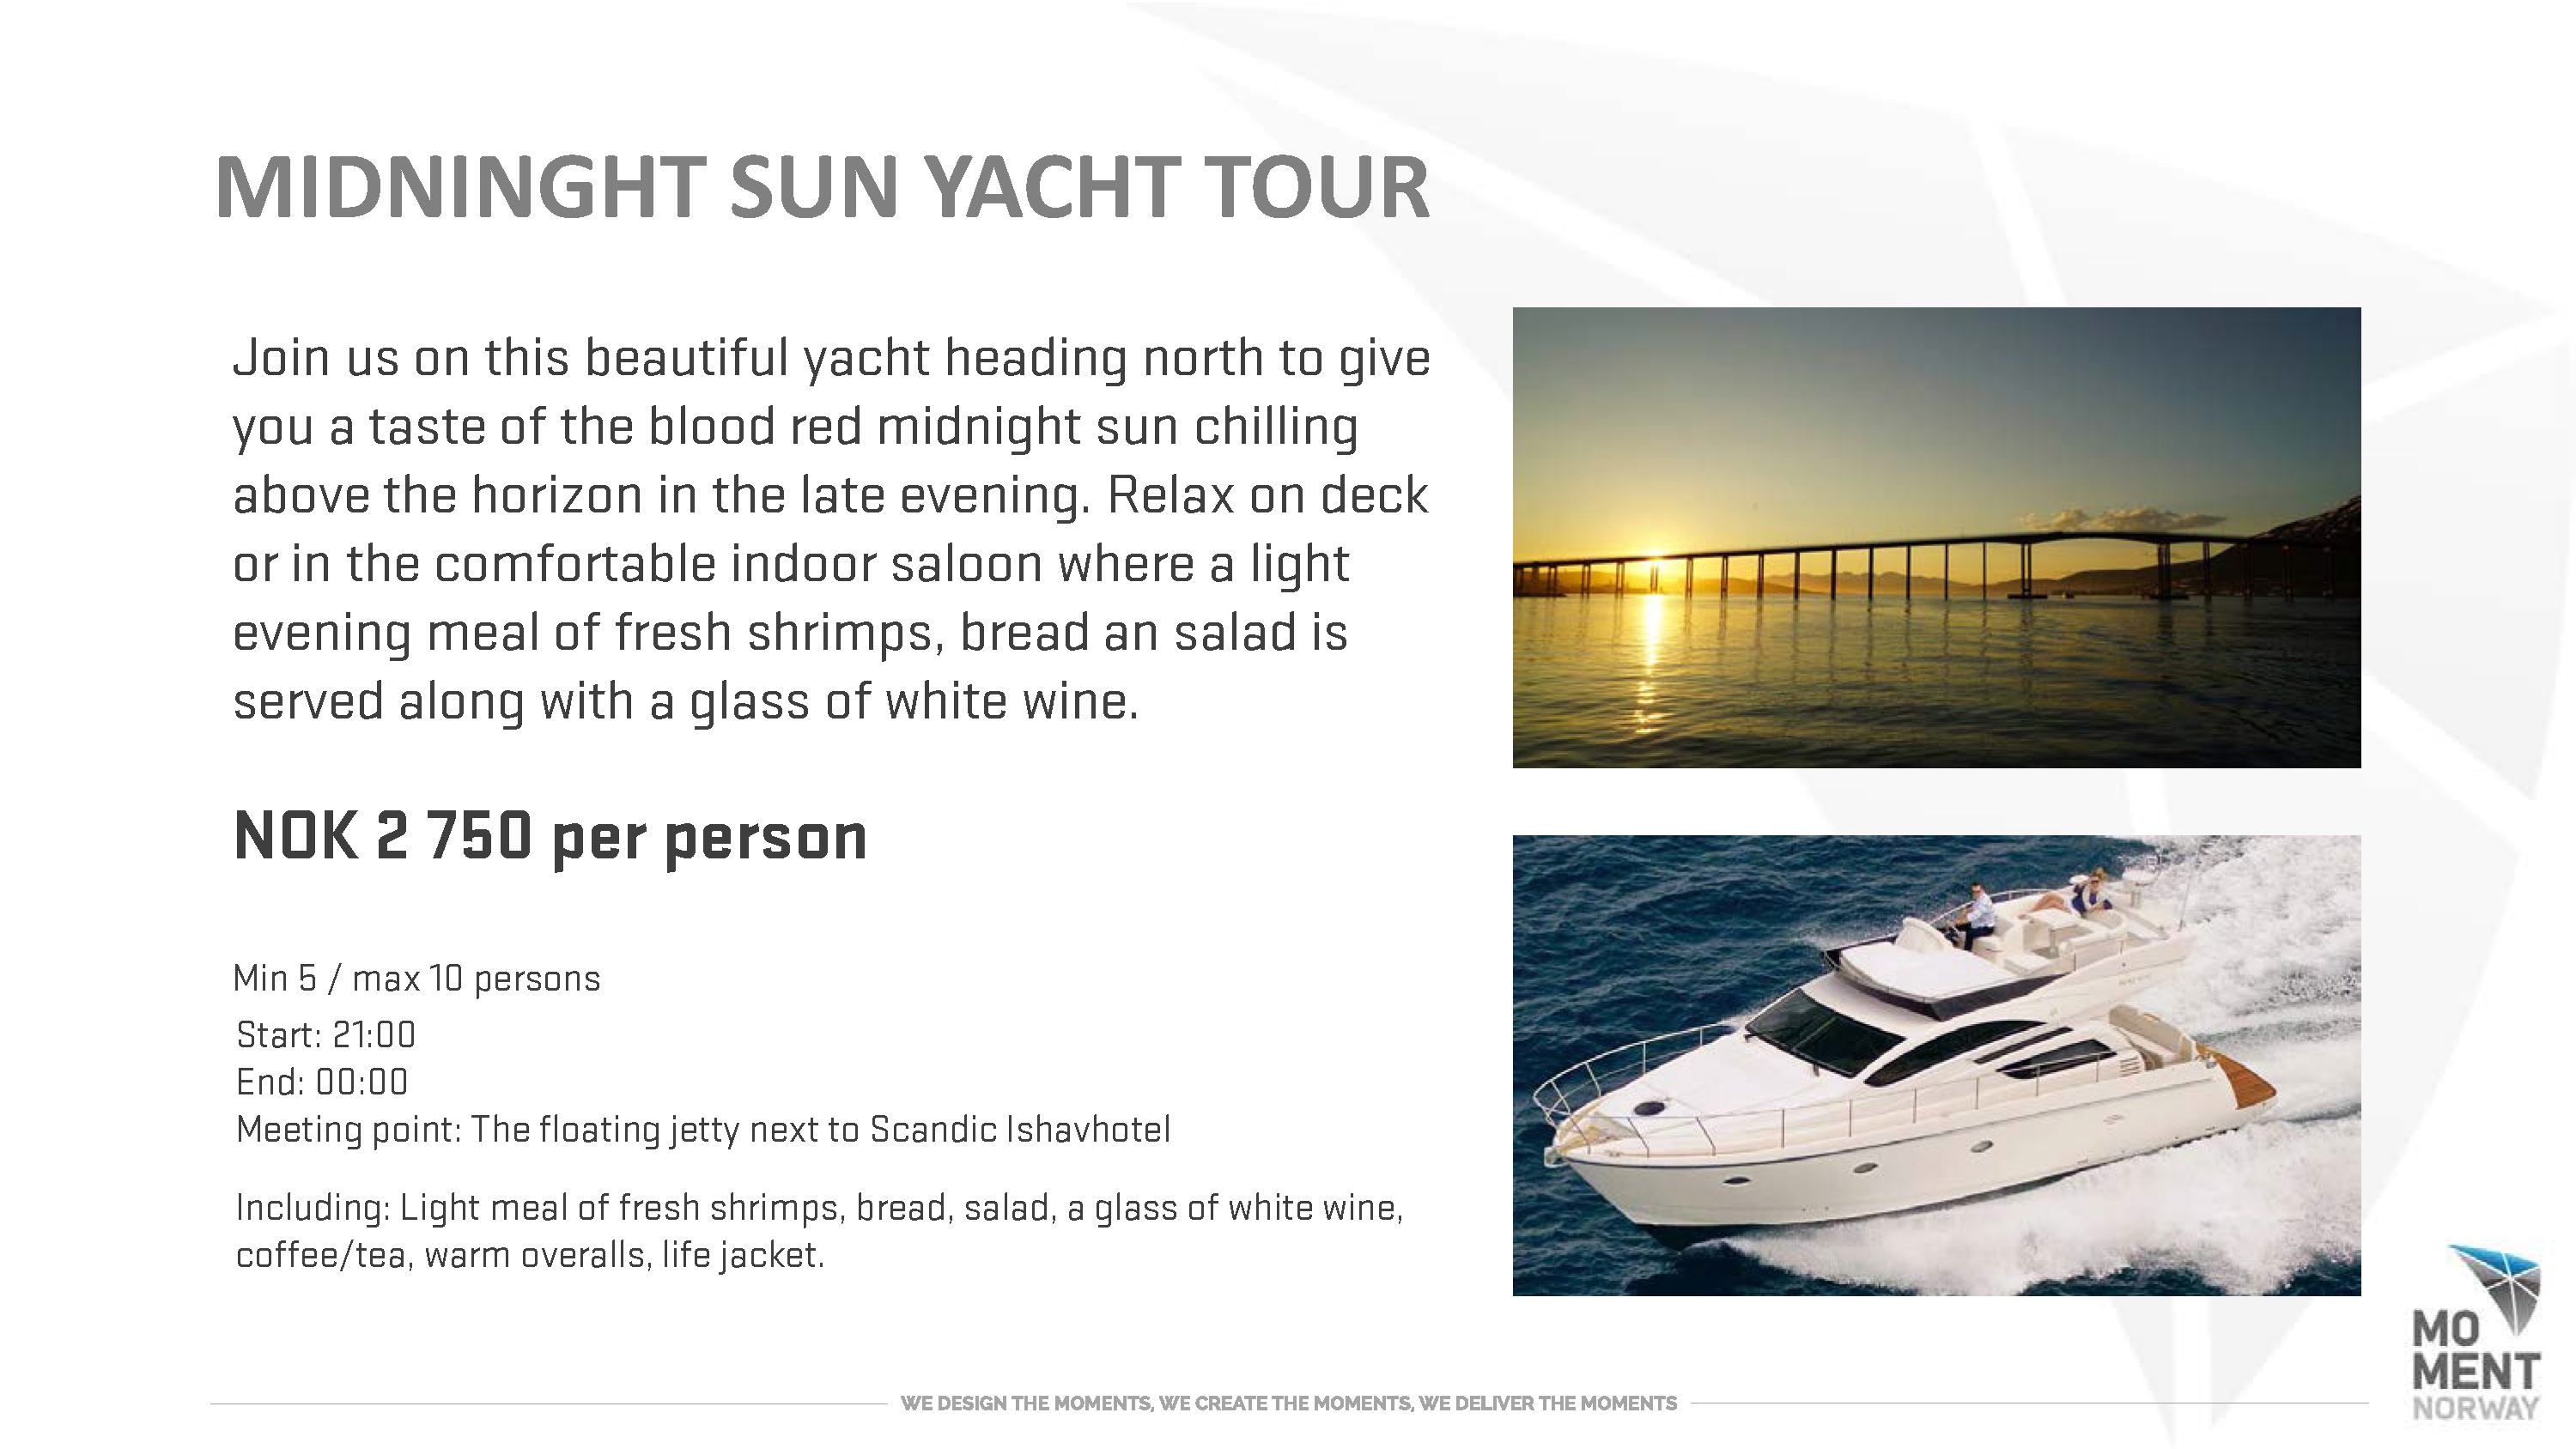 MIDNINGHT SUN YACHT TOUR
Join us on this beautiful yacht heading north to give
you a taste of the blood red midnight sun chilling
above the horizon in the late evening. Relax on deck
or in the comfortable indoor saloon where a light
evening meal of fresh shrimps, bread an salad is
served along with a glass of white wine.
NOK 2 750 per person
Min 5 / max 10 persons
Start: 21:00
End: 00:00
Meeting point: The floating jetty next to Scandic Ishavhotel
Including: Light meal of fresh shrimps, bread, salad, a glass of white wine,
coffee/tea, warm overalls, life jacket.
WE DESIGN THE MOMENTS, WE CREATE THE MOMENTS, WE DELIVER THE MOMENTS
MO
MENT
NORWAY